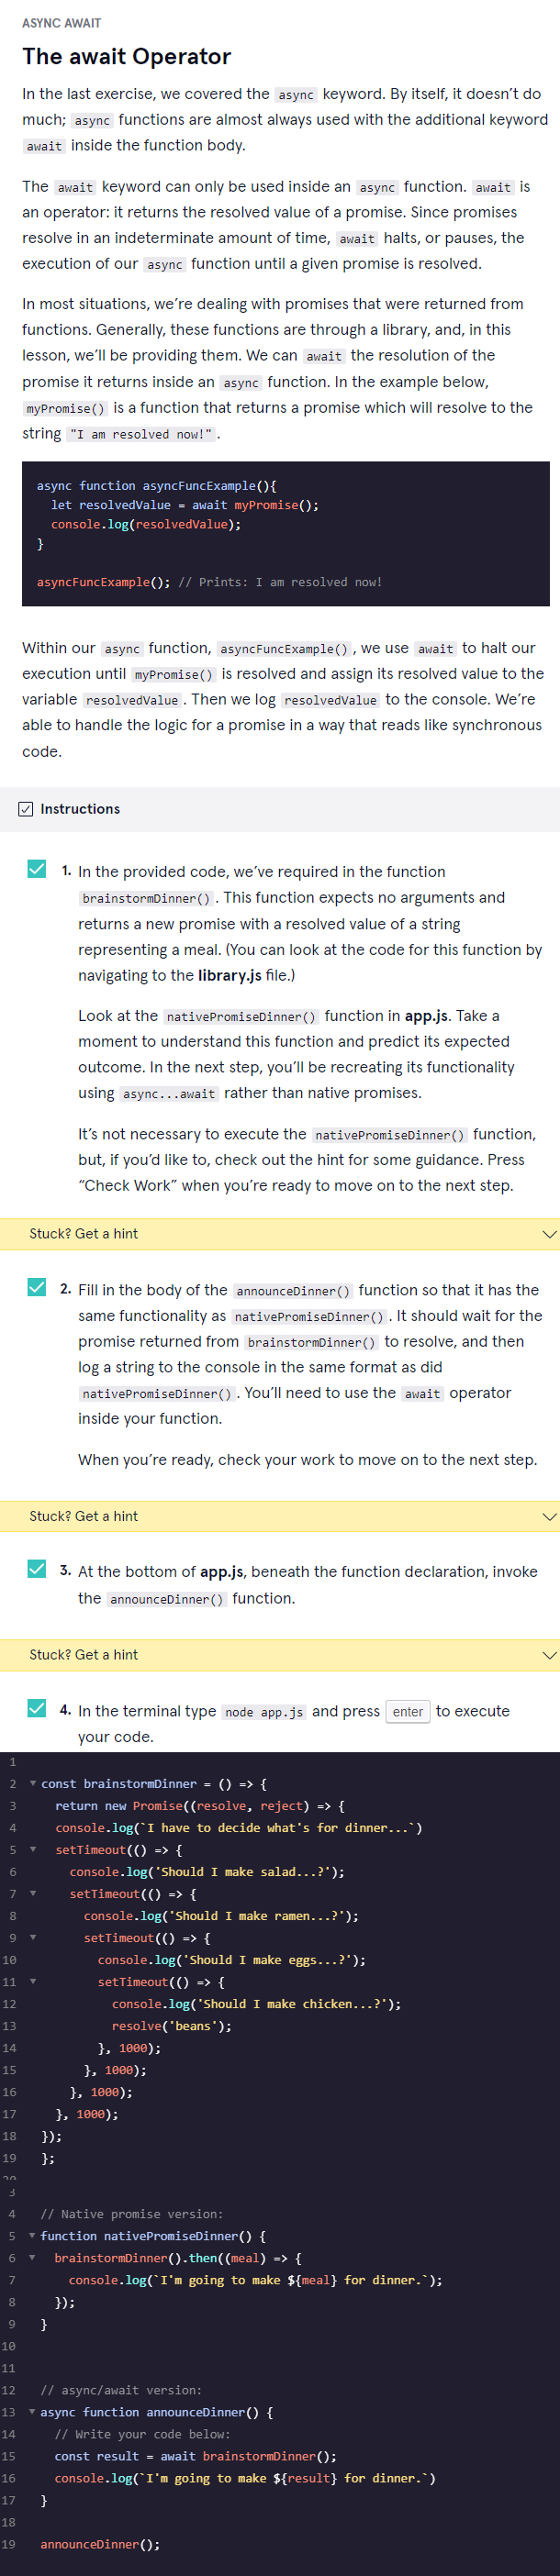 ASYNC AWAIT
The await Operator
In the last exercise, we covered the async keyword. By itself, it doesn’t do
much; async functions are almost always used with the additional keyword
await inside the function body.
The await keyword can only be used inside an async function. await is
an operator: it returns the resolved value of a promise. Since promises
resolve in an indeterminate amount of time, await halts, or pauses, the
execution of our async function until a given promise is resolved.
In most situations, we’re dealing with promises that were returned from
functions. Generally, these functions are through a library, and, in this
lesson, we’ll be providing them. We can await the resolution of the
promise it returns inside an async function. In the example below,
myPromise() is a function that returns a promise which will resolve to the
string "I am resolved now!".
async function asyncFuncExample(){
let resolvedValue = await myPromise();
console.log(resolvedValue);
}
asyncFuncExample(); // Prints: I am resolved now!
Within our async function, asyncFuncExample(), we use await to halt our
execution until myPromise() is resolved and assign its resolved value to the
variable resolvedValue. Then we log resolvedValue to the console. We’re
able to handle the logic for a promise in a way that reads like synchronous
code.
Instructions
1. In the provided code, we’ve required in the function
brainstormDinner(). This function expects no arguments and
returns a new promise with a resolved value of a string
representing a meal. (You can look at the code for this function by
navigating to the library.js file.)
Look at the nativePromiseDinner() function in app.js. Take a
moment to understand this function and predict its expected
outcome. In the next step, you’ll be recreating its functionality
using async...await rather than native promises.
It’s not necessary to execute the nativePromiseDinner() function,
but, if you’d like to, check out the hint for some guidance. Press
“Check Work” when you’re ready to move on to the next step.
Stuck? Get a hint
2. Fill in the body of the announceDinner() function so that it has the
same functionality as nativePromiseDinner(). It should wait for the
promise returned from brainstormDinner() to resolve, and then
log a string to the console in the same format as did
nativePromiseDinner(). You’ll need to use the await operator
inside your function.
When you’re ready, check your work to move on to the next step.
Stuck? Get a hint
3. At the bottom of app.js, beneath the function declaration, invoke
the announceDinner() function.
Stuck? Get a hint
4. In the terminal type node app.js and press enter to execute
your code.
1
2 const brainstormDinner = () => {
3 return new Promise((resolve, reject) => {
4 console.log(`I have to decide what's for dinner...`)
5 setTimeout(() => {
6 console.log('Should I make salad...?');
7 setTimeout(() => {
8 console.log('Should I make ramen...?');
9 setTimeout(() => {
10 console.log('Should I make eggs...?');
11 setTimeout(() => {
12 console.log('Should I make chicken...?');
13 resolve('beans');
14 }, 1000);
15 }, 1000);
16 }, 1000);
17 }, 1000);
18 });
19 };
3
4 // Native promise version:
5 function nativePromiseDinner() {
6 brainstormDinner().then((meal) => {
7 console.log(`I'm going to make ${meal} for dinner.`);
8 });
9 }
10
11
12 // async/await version:
13 async function announceDinner() {
14 // Write your code below:
15 const result = await brainstormDinner();
16 console.log(`I'm going to make ${result} for dinner.`)
17 }
18
19 announceDinner();